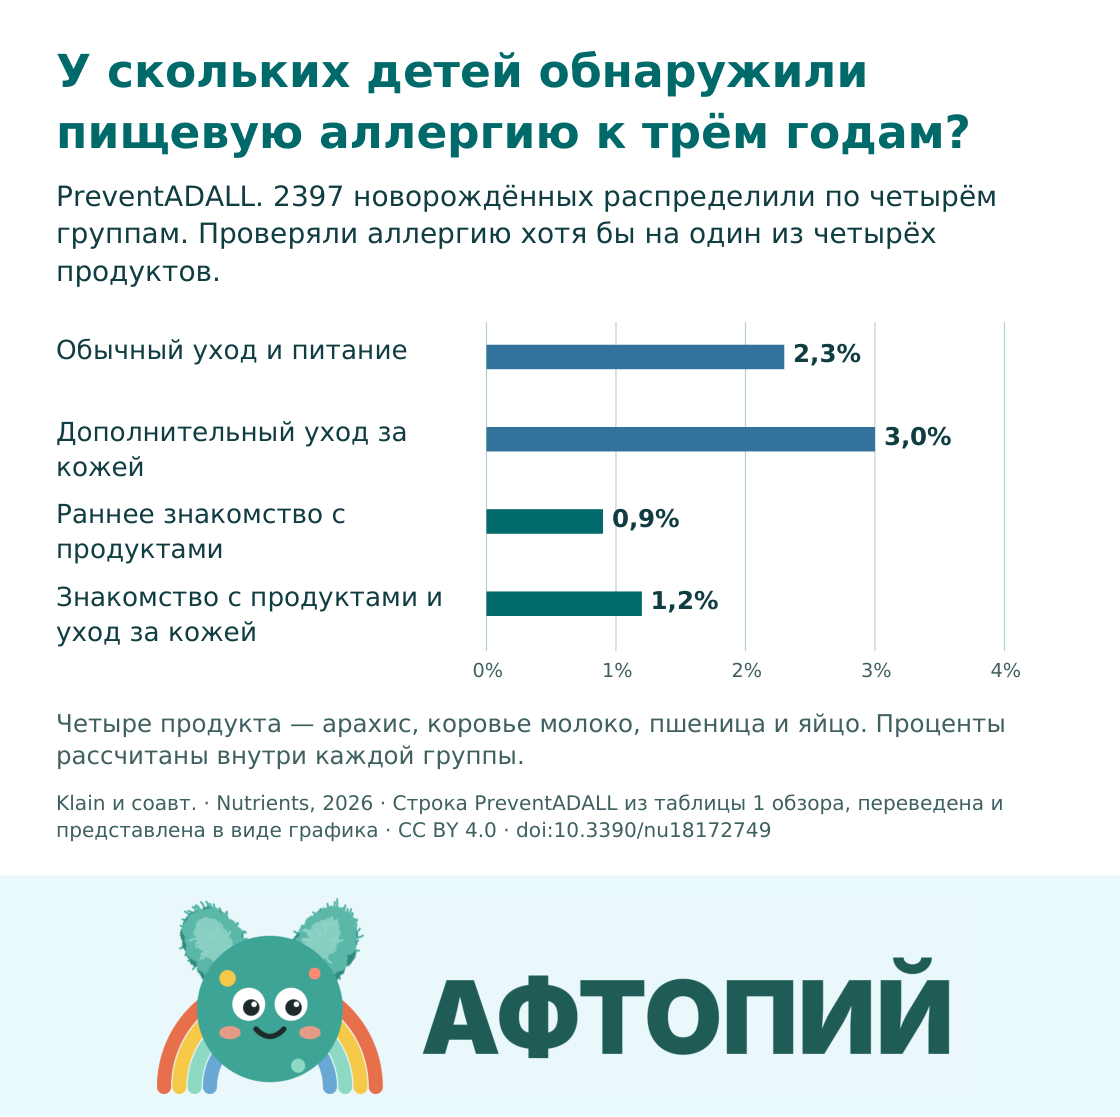 У скольких детей обнаружили
пищевую аллергию к трём годам?
PreventADALL. 2397 новорождённых распределили по четырём
группам. Проверяли аллергию хотя бы на один из четырёх
продуктов.
Обычный уход и питание
2,3%
Дополнительный уход за
кожей
3,0%
Раннее знакомство с
продуктами
0,9%
Знакомство с продуктами и
уход за кожей
1,2%
0% 1% 2% 3% 4%
Четыре продукта — арахис, коровье молоко, пшеница и яйцо. Проценты
рассчитаны внутри каждой группы.
Klain и соавт. · Nutrients, 2026 · Строка PreventADALL из таблицы 1 обзора, переведена и
представлена в виде графика · CC BY 4.0 · doi:10.3390/nu18172749
АФТОПИЙ